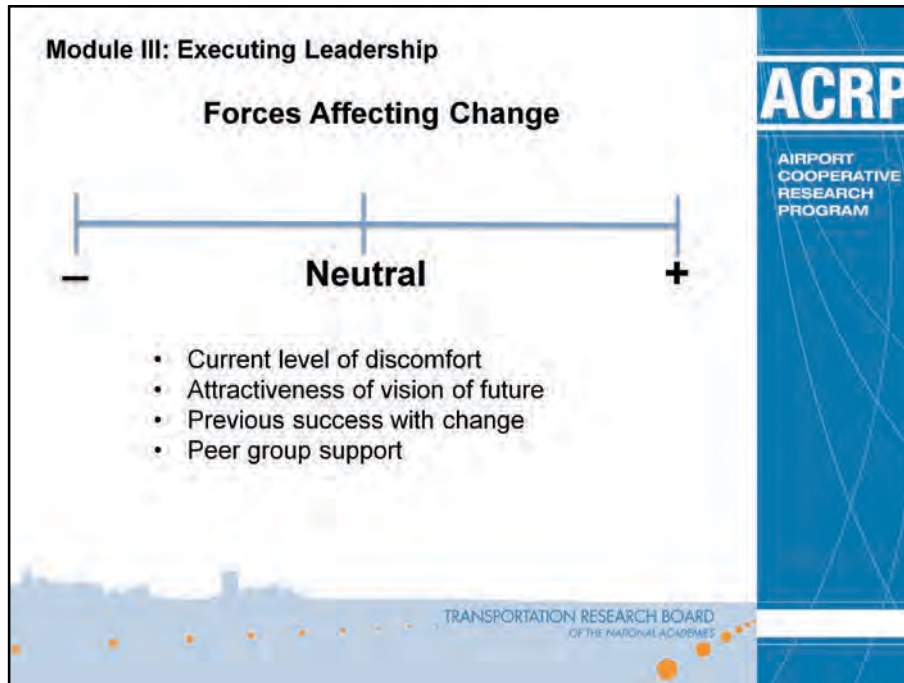 Module III: Executing Leadership
Forces Affecting Change
– Neutral +
• Current level of discomfort
• Attractiveness of vision of future
• Previous success with change
• Peer group support
ACRP
AIRPORT
COOPERATIVE
RESEARCH
PROGRAM
TRANSPORTATION RESEARCH BOARD
OF THE NATIONAL ACADEMIES